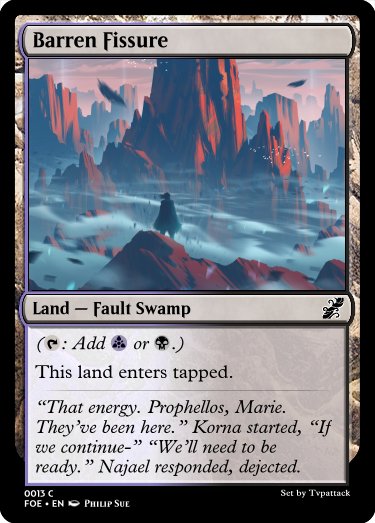 Barren Fissure
Land — Fault Swamp
(: Add or .)
This land enters tapped.
“That energy. Prophellos, Marie.
They’ve been here.” Korna started, “If
we continue-” “We’ll need to be
ready.” Najael responded, dejected.
0013 C
FOE • EN Philip Sue
Set by Tvpattack